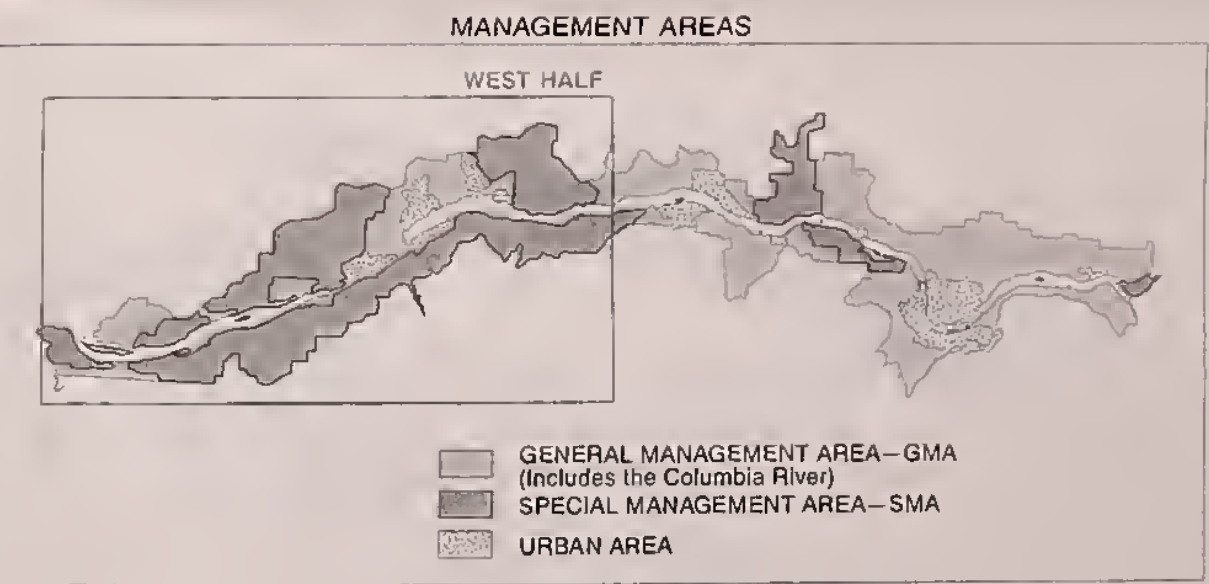 MANAGEMENT AREAS
WEST HALF
GENERAL MANAGEMENT AREA—GMA
(Includes the Columbia River)
SPECIAL MANAGEMENT AREA—SMA
URBAN AREA